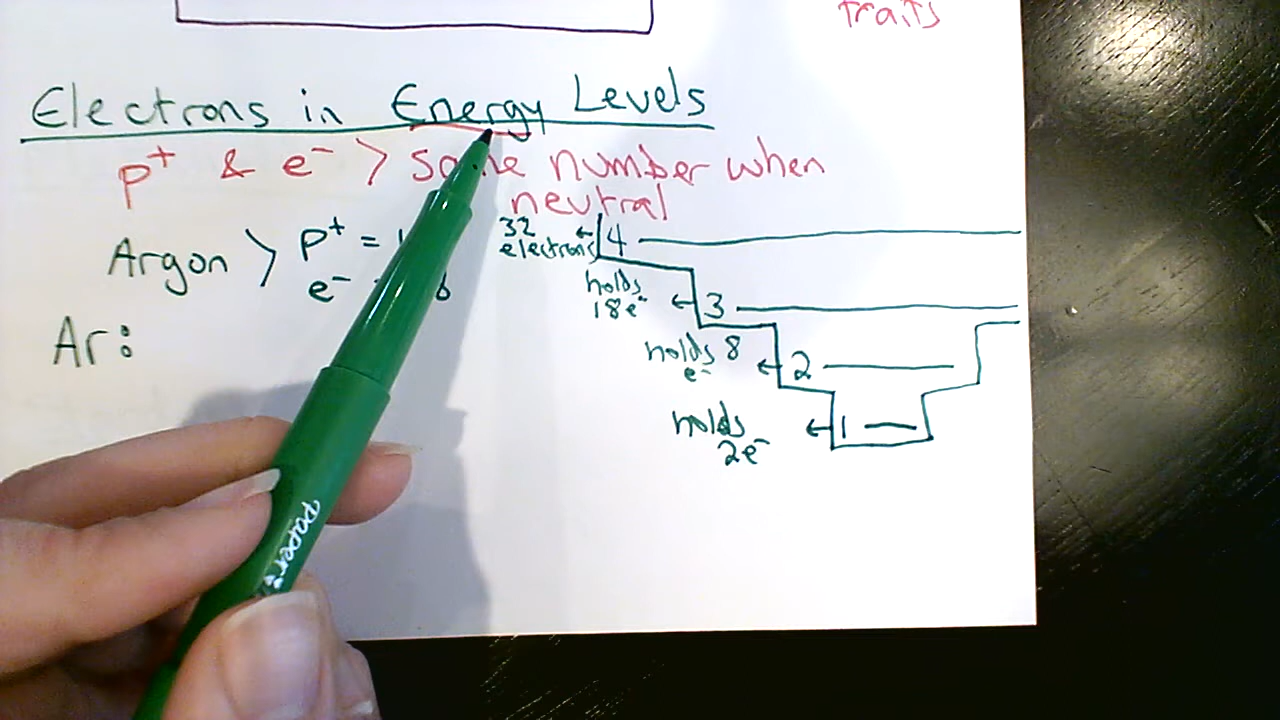 traits
Electrons in Energy Levels
p⁺ & e⁻ > same number when
neutral
Argon > p⁺ =
e⁻
Ar:
32
electrons ← 4
holds
18e⁻ ← 3
holds 8
e⁻ ← 2
holds
2e⁻ ← 1
paper